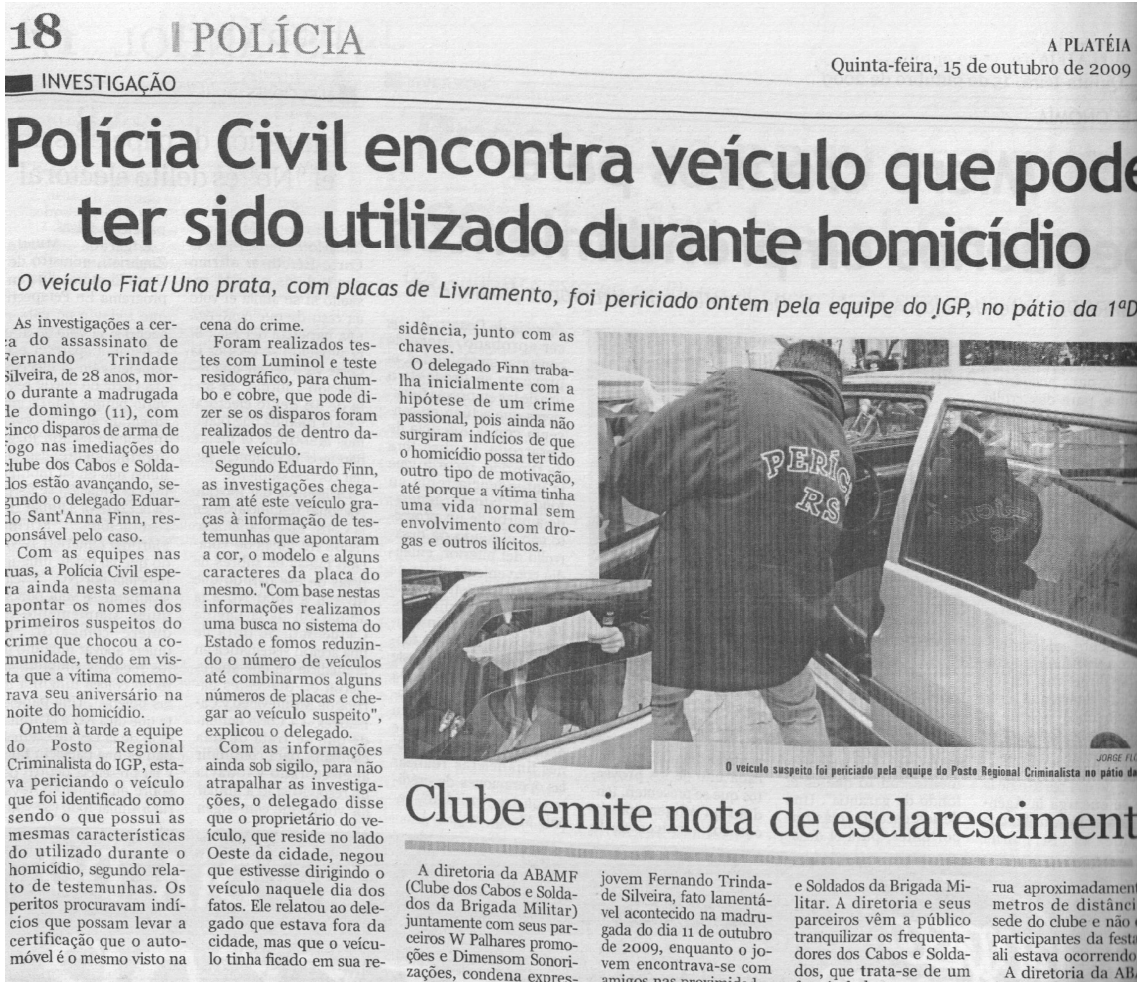 18
POLÍCIA
A PLATÉIA
Quinta-feira, 15 de outubro de 2009
INVESTIGAÇÃO
Polícia Civil encontra veículo que pode
ter sido utilizado durante homicídio
O veículo Fiat/Uno prata, com placas de Livramento, foi periciado ontem pela equipe do IGP, no pátio da 1ªD
As investigações a cer-
ca do assassinato de
Fernando Trindade
Silveira, de 28 anos, mor-
o durante a madrugada
de domingo (11), com
cinco disparos de arma de
fogo nas imediações do
clube dos Cabos e Solda-
dos estão avançando, se-
gundo o delegado Eduar-
do Sant'Anna Finn, res-
ponsável pelo caso.
Com as equipes nas
ruas, a Polícia Civil espe-
ra ainda nesta semana
apontar os nomes dos
primeiros suspeitos do
crime que chocou a co-
munidade, tendo em vis-
ta que a vítima comemo-
rava seu aniversário na
noite do homicídio.
Ontem à tarde a equipe
do Posto Regional
Criminalista do IGP, esta-
va periciando o veículo
que foi identificado como
sendo o que possui as
mesmas características
do utilizado durante o
homicídio, segundo rela-
to de testemunhas. Os
peritos procuravam indí-
cios que possam levar a
certificação que o auto-
móvel é o mesmo visto na
cena do crime.
Foram realizados tes-
tes com Luminol e teste
residográfico, para chum-
bo e cobre, que pode di-
zer se os disparos foram
realizados de dentro da-
quele veículo.
Segundo Eduardo Finn,
as investigações chega-
ram até este veículo gra-
ças à informação de tes-
temunhas que apontaram
a cor, o modelo e alguns
caracteres da placa do
mesmo. "Com base nestas
informações realizamos
uma busca no sistema do
Estado e fomos reduzin-
do o número de veículos
até combinarmos alguns
números de placas e che-
gar ao veículo suspeito",
explicou o delegado.
Com as informações
ainda sob sigilo, para não
atrapalhar as investiga-
ções, o delegado disse
que o proprietário do ve-
ículo, que reside no lado
Oeste da cidade, negou
que estivesse dirigindo o
veículo naquele dia dos
fatos. Ele relatou ao dele-
gado que estava fora da
cidade, mas que o veícu-
lo tinha ficado em sua re-
sidência, junto com as
chaves.
O delegado Finn traba-
lha inicialmente com a
hipótese de um crime
passional, pois ainda não
surgiram indícios de que
o homicídio possa ter tido
outro tipo de motivação,
até porque a vítima tinha
uma vida normal sem
envolvimento com dro-
gas e outros ilícitos.
PERÍC
RS
JORGE FLO
O veículo suspeito foi periciado pela equipe do Posto Regional Criminalista no pátio da
Clube emite nota de esclaresciment
A diretoria da ABAMF
(Clube dos Cabos e Solda-
dos da Brigada Militar)
juntamente com seus par-
ceiros W Palhares promo-
ções e Dimensom Sonori-
zações, condena expres-
jovem Fernando Trinda-
de Silveira, fato lamentá-
vel acontecido na madru-
gada do dia 11 de outubro
de 2009, enquanto o jo-
vem encontrava-se com
amigos nas proximidad
e Soldados da Brigada Mi-
litar. A diretoria e seus
parceiros vêm a público
tranquilizar os frequenta-
dores dos Cabos e Solda-
dos, que trata-se de um
rua aproximadament
metros de distânci
sede do clube e não
participantes da festa
ali estava ocorrendo
A diretoria da ABA